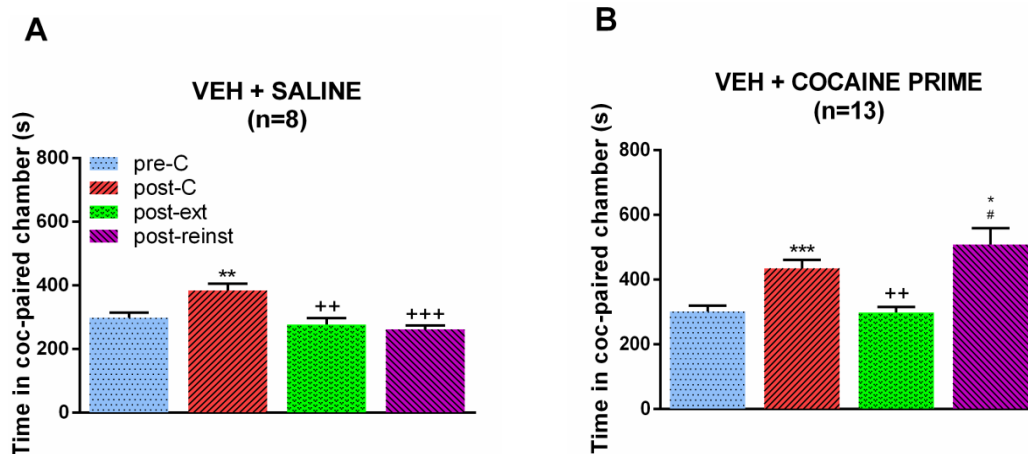 A
VEH + SALINE
(n=8)
Time in coc-paired chamber (s)
800
600
400
200
0
pre-C
post-C
post-ext
post-reinst
**
++
+++
B
VEH + COCAINE PRIME
(n=13)
Time in coc-paired chamber (s)
800
600
400
200
0
***
++
*
#